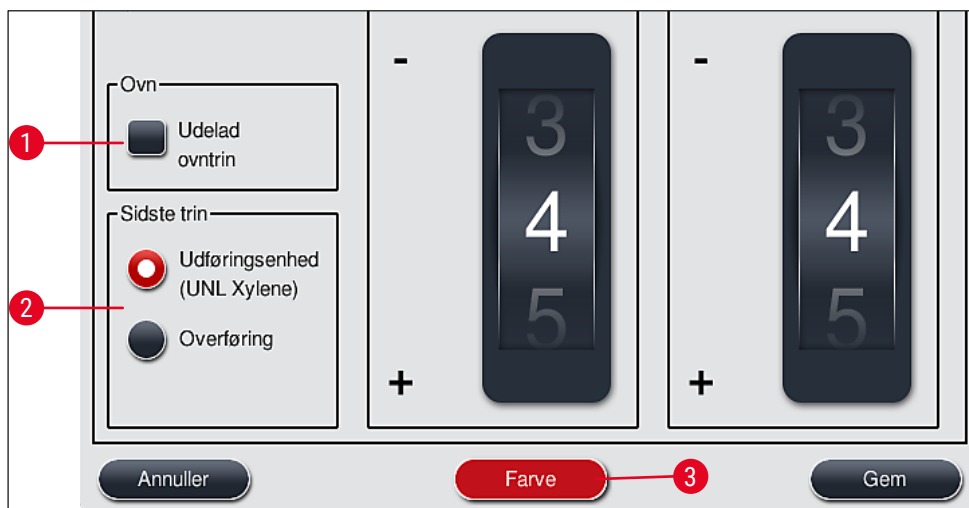 Ovn
1
Udelad
ovntrin
Sidste trin
Udføringsenhed
(UNL Xylene)
2
Overføring
-
3
4
5
+
-
3
4
5
+
Annuller
Farve
3
Gem